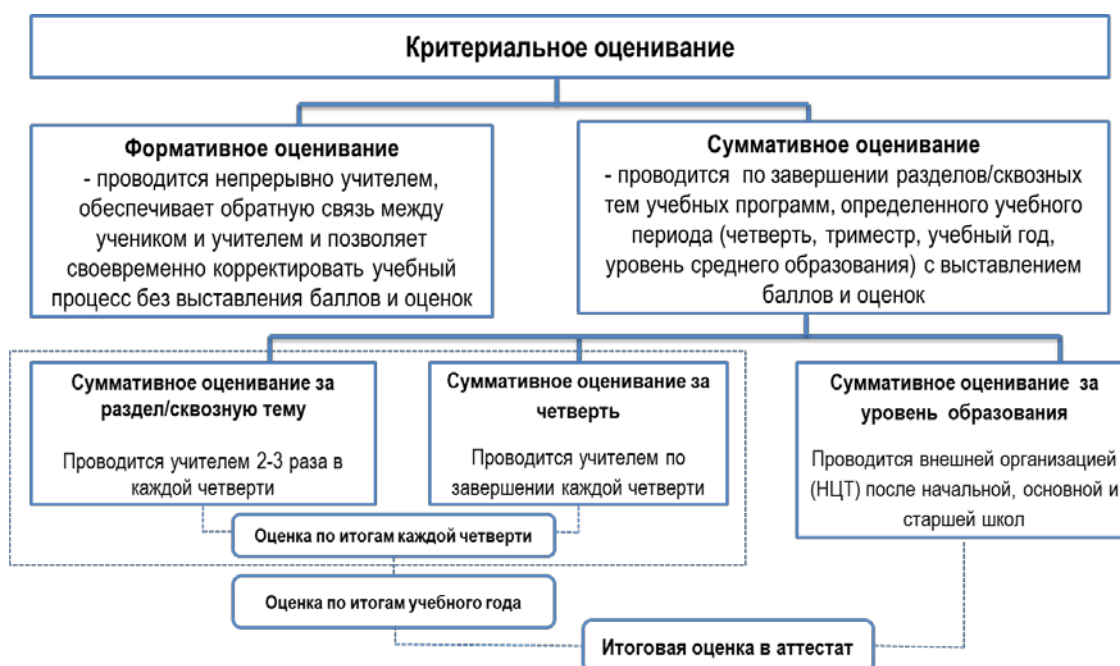 Критериальное оценивание
Формативное оценивание
- проводится непрерывно учителем,
обеспечивает обратную связь между
учеником и учителем и позволяет
своевременно корректировать учебный
процесс без выставления баллов и оценок
Суммативное оценивание
- проводится по завершении разделов/сквозных
тем учебных программ, определенного учебного
периода (четверть, триместр, учебный год,
уровень среднего образования) с выставлением
баллов и оценок
Суммативное оценивание за
раздел/сквозную тему
Проводится учителем 2-3 раза в
каждой четверти
Суммативное оценивание за
четверть
Проводится учителем по
завершении каждой четверти
Суммативное оценивание за
уровень образования
Проводится внешней организацией
(НЦТ) после начальной, основной и
старшей школ
Оценка по итогам каждой четверти
Оценка по итогам учебного года
Итоговая оценка в аттестат